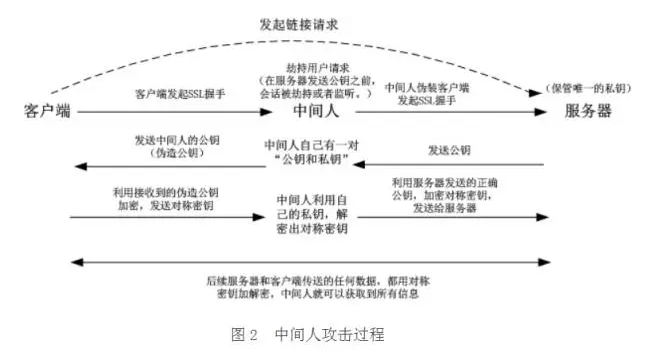 发起链接请求
劫持用户请求
(在服务器发送公钥之前,
会话被劫持或者监听。)
客户端发起SSL握手
中间人伪装客户端
发起SSL握手
(保管唯一的私钥)
客户端
中间人
服务器
发送中间人的公钥
(伪造公钥)
中间人自己有一对
“公钥和私钥”
发送公钥
利用接收到的伪造公钥
加密,发送对称密钥
中间人利用自
己的私钥,解
密出对称密钥
利用服务器发送的正确
公钥,加密对称密钥,
发送给服务器
后续服务器和客户端传送的任何数据,都用对称
密钥加解密,中间人就可以获取到所有信息
图2 中间人攻击过程